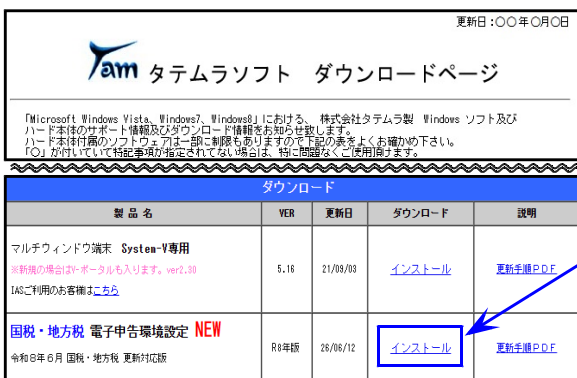 更新日:〇〇年〇月〇日
Tam タテムラソフト ダウンロードページ
「Microsoft Windows Vista、Windows7、Windows8」における、 株式会社タテムラ製 Windows ソフト及び
ハード本体のサポート情報及びダウンロード情報をお知らせ致します。
ハード本体付属のソフトウェアは一部に制限もありますので下記の表をよくお確かめ下さい。
「〇」が付いていて特記事項が指定されてない場合は、特に問題なくご使用頂けます。
ダウンロード
製品名 VER 更新日 ダウンロード 説明
マルチウィンドウ端末 System-V専用
※新規の場合はV-ポータルも入ります。ver2.30
IASご利用のお客様はこちら
5.16 21/09/03 インストール 更新手順PDF
国税・地方税 電子申告環境設定 NEW
令和8年6月 国税・地方税 更新対応版
R8年版 26/06/12 インストール 更新手順PDF